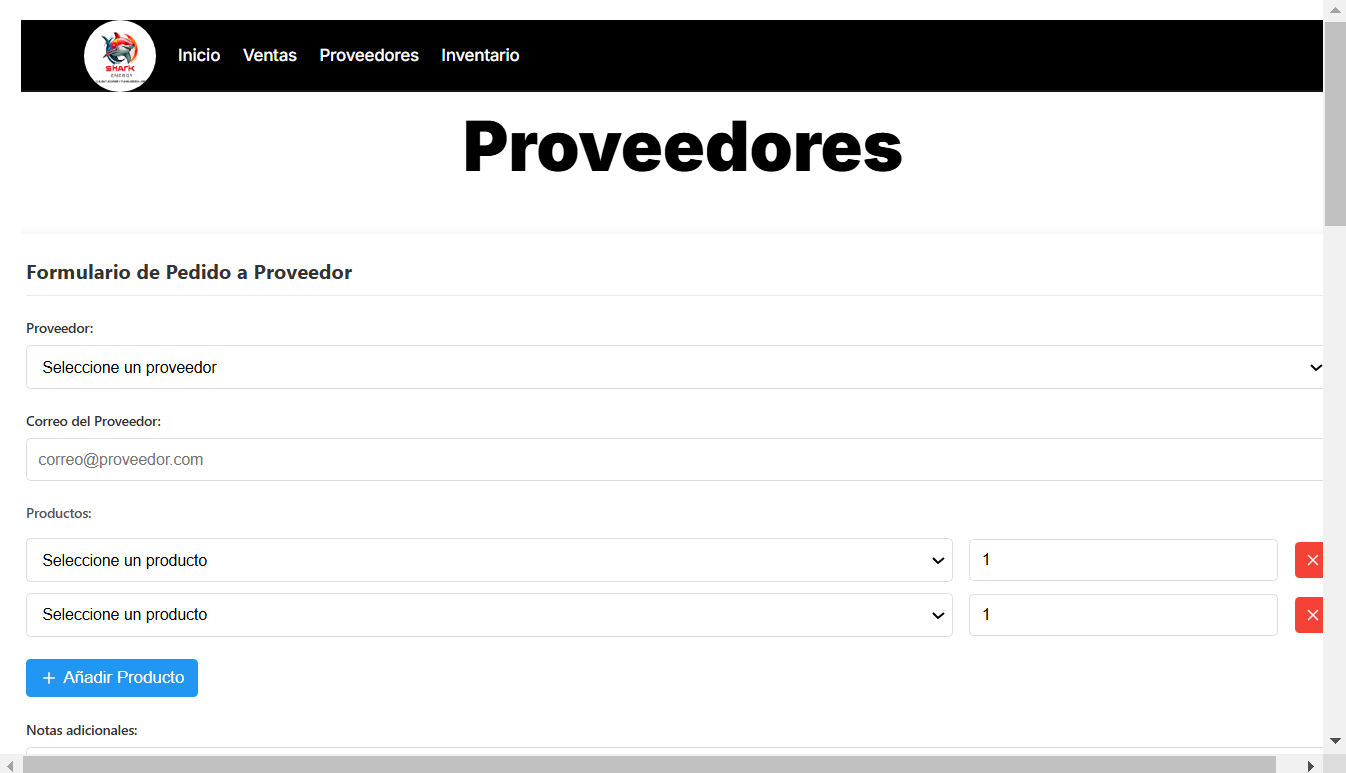 SHARK
ENERGY
Inicio Ventas Proveedores Inventario
Proveedores
Formulario de Pedido a Proveedor
Proveedor:
Seleccione un proveedor
Correo del Proveedor:
correo@proveedor.com
Productos:
Seleccione un producto 1
Seleccione un producto 1
+ Añadir Producto
Notas adicionales: